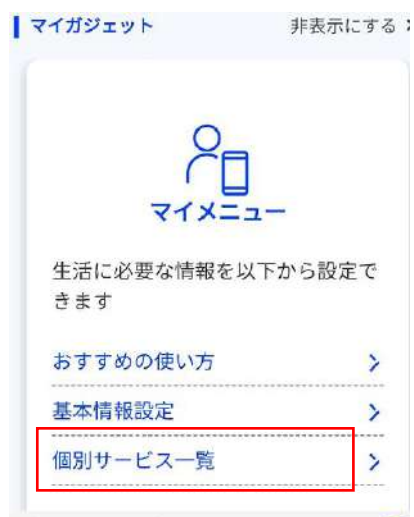 マイガジェット 非表示にする
マイメニュー
生活に必要な情報を以下から設定で
きます
おすすめの使い方
基本情報設定
個別サービス一覧